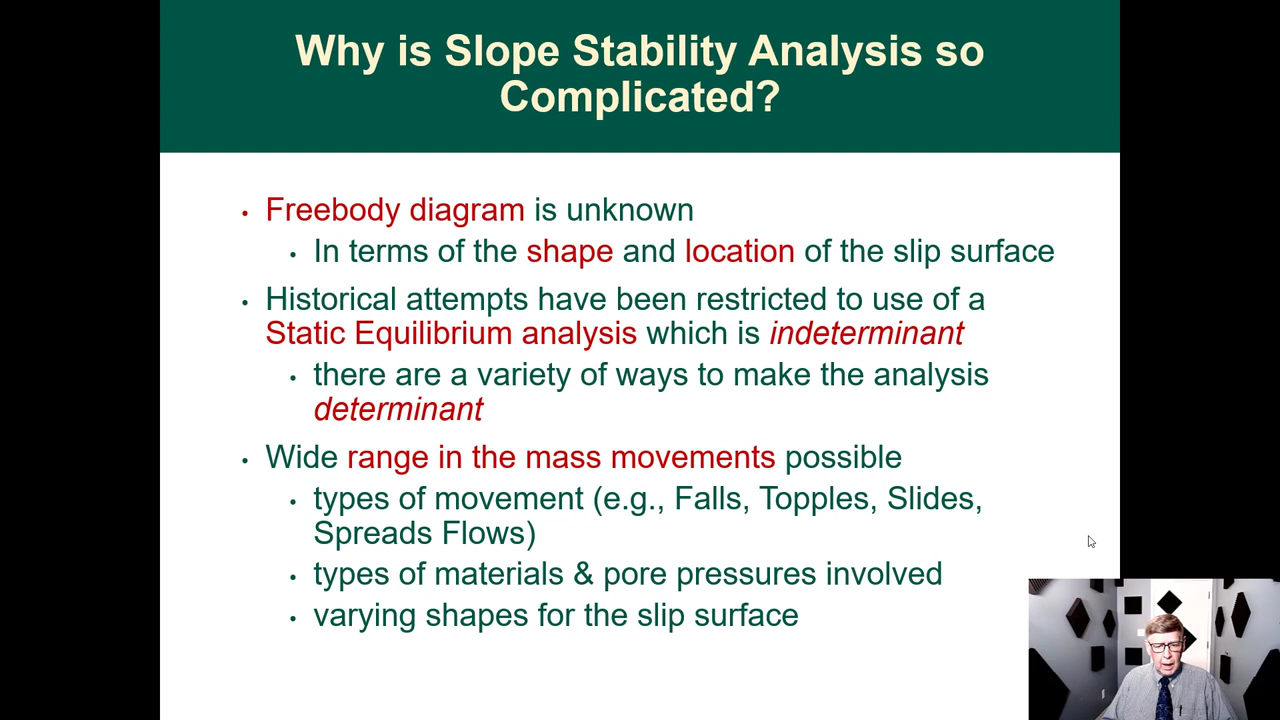 Why is Slope Stability Analysis so
Complicated?
• Freebody diagram is unknown
• In terms of the shape and location of the slip surface
• Historical attempts have been restricted to use of a
Static Equilibrium analysis which is indeterminant
• there are a variety of ways to make the analysis
determinant
• Wide range in the mass movements possible
• types of movement (e.g., Falls, Topples, Slides,
Spreads Flows)
• types of materials & pore pressures involved
• varying shapes for the slip surface